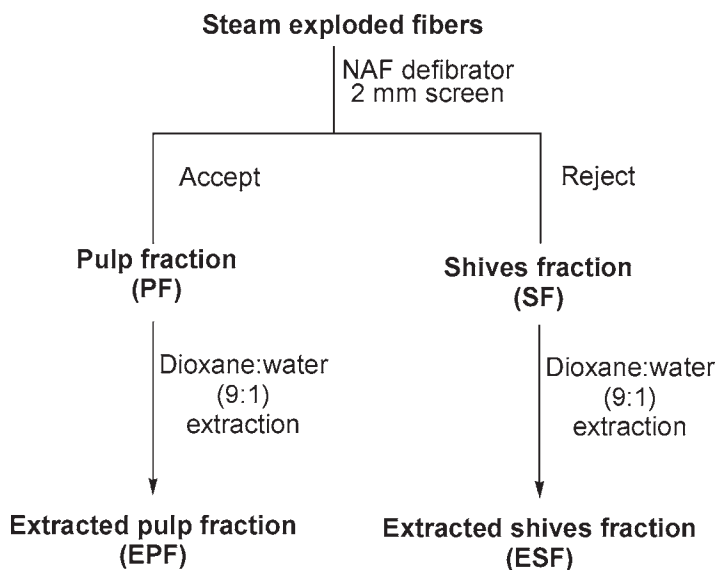 Steam exploded fibers
NAF defibrator
2 mm screen
Accept
Reject
Pulp fraction
(PF)
Shives fraction
(SF)
Dioxane:water
(9:1)
extraction
Dioxane:water
(9:1)
extraction
Extracted pulp fraction
(EPF)
Extracted shives fraction
(ESF)